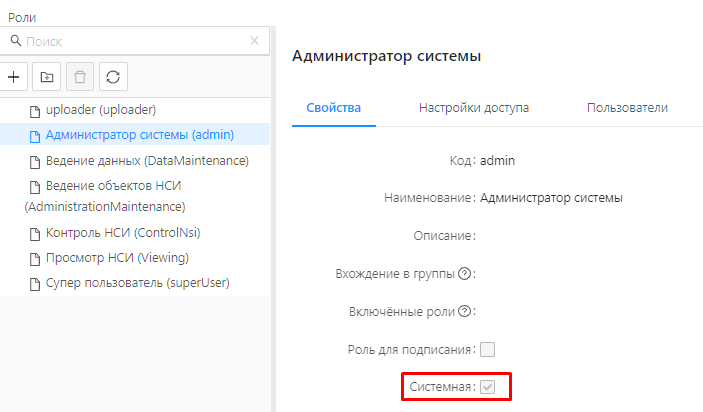 Роли
Поиск
uploader (uploader)
Администратор системы (admin)
Ведение данных (DataMaintenance)
Ведение объектов НСИ
(AdministrationMaintenance)
Контроль НСИ (ControlNsi)
Просмотр НСИ (Viewing)
Супер пользователь (superUser)
Администратор системы
Свойства Настройки доступа Пользователи
Код: admin
Наименование: Администратор системы
Описание:
Вхождение в группы ?:
Включённые роли ?:
Роль для подписания:
Системная: